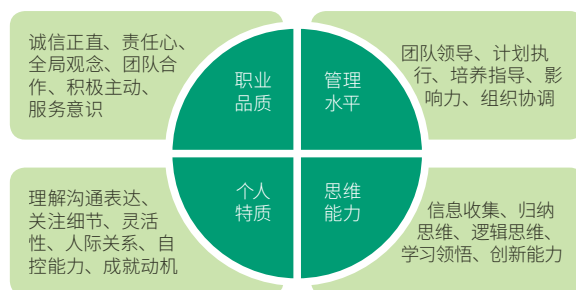 诚信正直、责任心、
全局观念、团队合
作、积极主动、
服务意识
职业
品质
管理
水平
团队领导、计划执
行、培养指导、影
响力、组织协调
理解沟通表达、
关注细节、灵活
性、人际关系、自
控能力、成就动机
个人
特质
思维
能力
信息收集、归纳
思维、逻辑思维、
学习领悟、创新能力